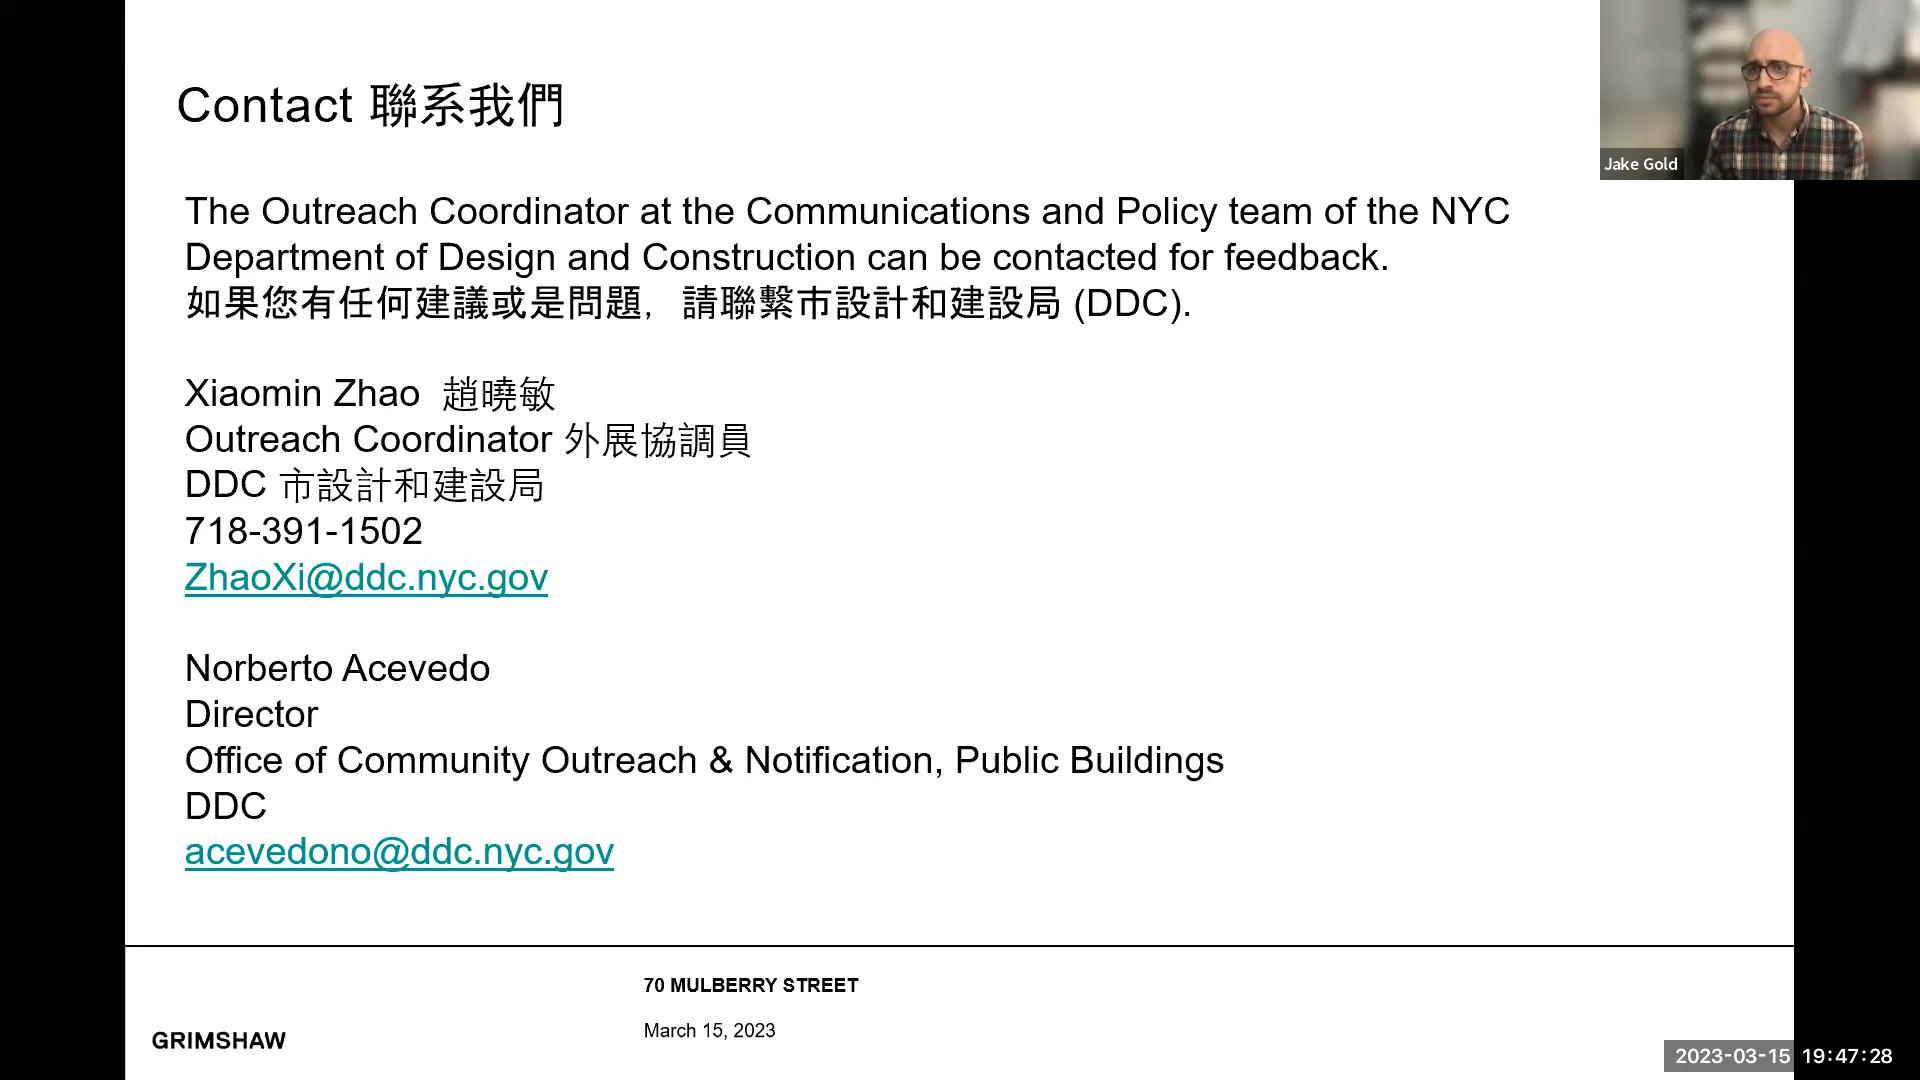 Contact 聯系我們
Jake Gold
The Outreach Coordinator at the Communications and Policy team of the NYC
Department of Design and Construction can be contacted for feedback.
如果您有任何建議或是問題，請聯繫市設計和建設局 (DDC).
Xiaomin Zhao 趙曉敏
Outreach Coordinator 外展協調員
DDC 市設計和建設局
718-391-1502
ZhaoXi@ddc.nyc.gov
Norberto Acevedo
Director
Office of Community Outreach & Notification, Public Buildings
DDC
acevedono@ddc.nyc.gov
70 MULBERRY STREET
March 15, 2023
GRIMSHAW
2023-03-15 19:47:28